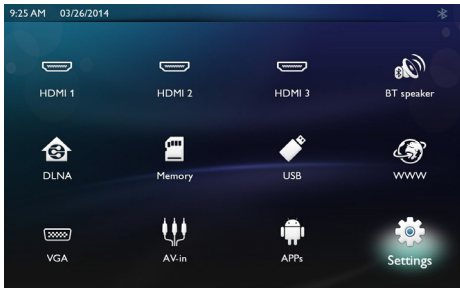 9:25 AM 03/26/2014
HDMI 1 HDMI 2 HDMI 3 BT speaker
DLNA Memory USB WWW
VGA AV-in APPs Settings